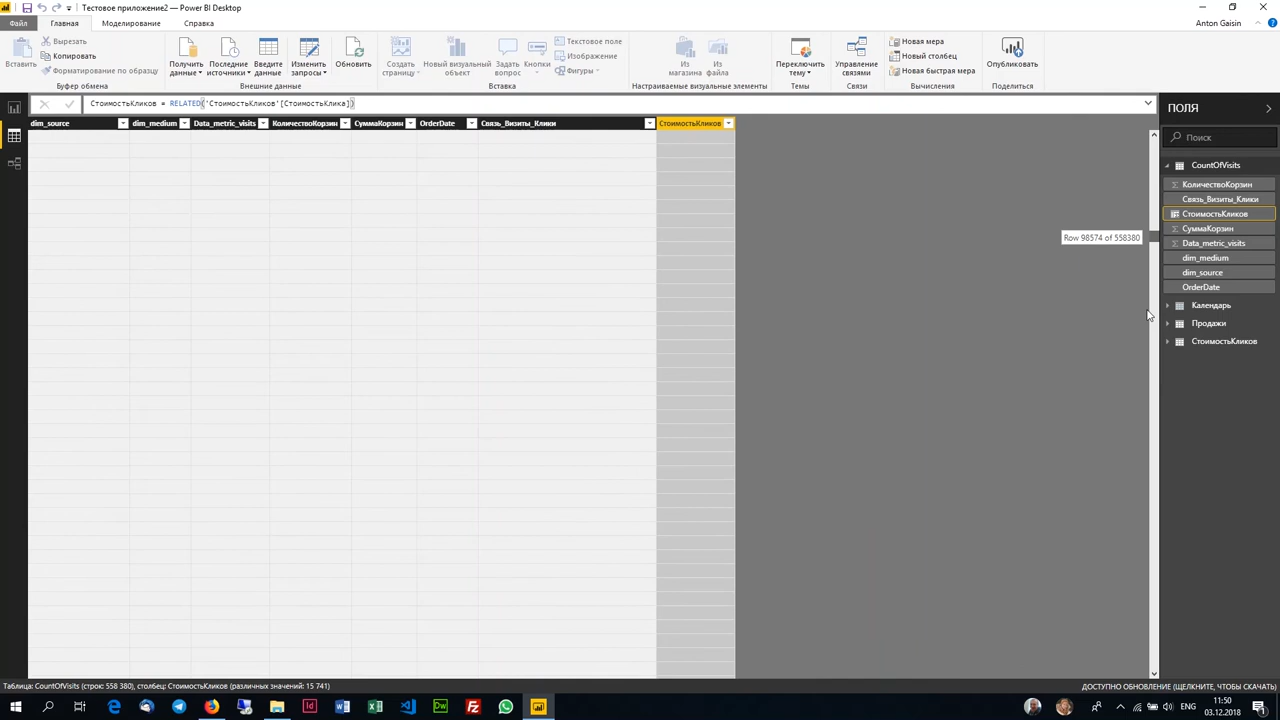 Тестовое приложение2 — Power BI Desktop
Файл Главная Моделирование Справка
Anton Gaisin
Вставить
Вырезать
Копировать
Форматирование по образцу
Буфер обмена
Получить данные
Последние источники
Введите данные
Изменить запросы
Внешние данные
Обновить
Создать страницу
Новый визуальный объект
Задать вопрос
Кнопки
Текстовое поле
Изображение
Фигуры
Вставка
Из магазина
Из файла
Настраиваемые визуальные элементы
Переключить тему
Темы
Управление связями
Связи
Новая мера
Новый столбец
Новая быстрая мера
Вычисления
Опубликовать
Поделиться
СтоимостьКликов = RELATED('СтоимостьКликов'[СтоимостьКлика])
dim_source dim_medium Data_metric_visits КоличествоКорзин СуммаКорзин OrderDate Связь_Визиты_Клики СтоимостьКликов
Row 98574 of 558380
ПОЛЯ
Поиск
CountOfVisits
КоличествоКорзин
Связь_Визиты_Клики
СтоимостьКликов
СуммаКорзин
Data_metric_visits
dim_medium
dim_source
OrderDate
Календарь
Продажи
СтоимостьКликов
Таблица: CountOfVisits (строк: 558 380), столбец: СтоимостьКликов (различных значений: 15 741)
ДОСТУПНО ОБНОВЛЕНИЕ (ЩЕЛКНИТЕ, ЧТОБЫ СКАЧАТЬ)
ENG
11:50
03.12.2018